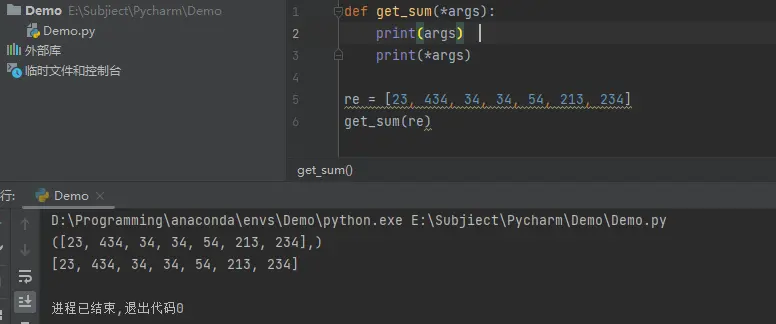 Demo E:\Subjiect\Pycharm\Demo
Demo.py
外部库
临时文件和控制台
1 def get_sum(*args):
2 print(args)
3 print(*args)
4
5 re = [23, 434, 34, 34, 54, 213, 234]
6 get_sum(re)
get_sum()
行: Demo ×
D:\Programming\anaconda\envs\Demo\python.exe E:\Subjiect\Pycharm\Demo\Demo.py
([23, 434, 34, 34, 54, 213, 234],)
[23, 434, 34, 34, 54, 213, 234]
进程已结束,退出代码0